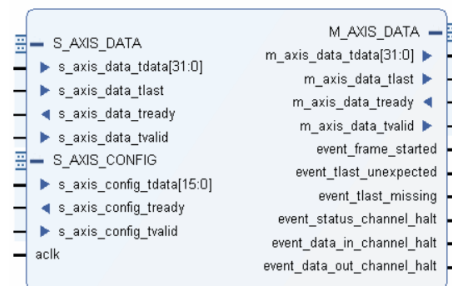 S_AXIS_DATA
s_axis_data_tdata[31:0]
s_axis_data_tlast
s_axis_data_tready
s_axis_data_tvalid
S_AXIS_CONFIG
s_axis_config_tdata[15:0]
s_axis_config_tready
s_axis_config_tvalid
aclk
M_AXIS_DATA
m_axis_data_tdata[31:0]
m_axis_data_tlast
m_axis_data_tready
m_axis_data_tvalid
event_frame_started
event_tlast_unexpected
event_tlast_missing
event_status_channel_halt
event_data_in_channel_halt
event_data_out_channel_halt